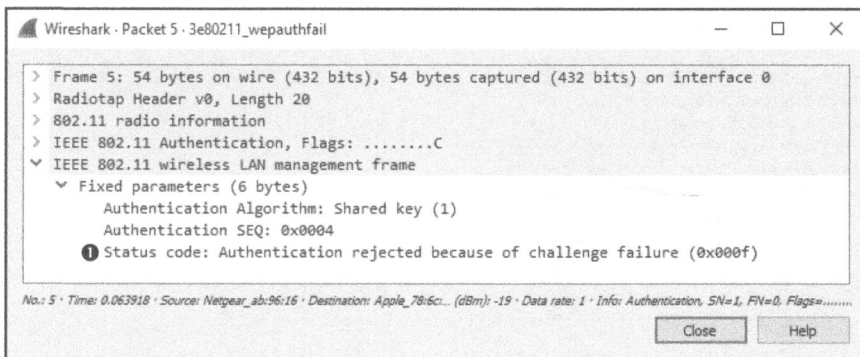 Wireshark · Packet 5 · 3e80211_wepauthfail
> Frame 5: 54 bytes on wire (432 bits), 54 bytes captured (432 bits) on interface 0
> Radiotap Header v0, Length 20
> 802.11 radio information
> IEEE 802.11 Authentication, Flags: ........C
IEEE 802.11 wireless LAN management frame
Fixed parameters (6 bytes)
Authentication Algorithm: Shared key (1)
Authentication SEQ: 0x0004
❶ Status code: Authentication rejected because of challenge failure (0x000f)
No.: 5 · Time: 0.063918 · Source: Netgear_ab:96:16 · Destination: Apple_78:6c:... (dBm): -19 · Data rate: 1 · Info: Authentication, SN=1, FN=0, Flags=........
Close Help